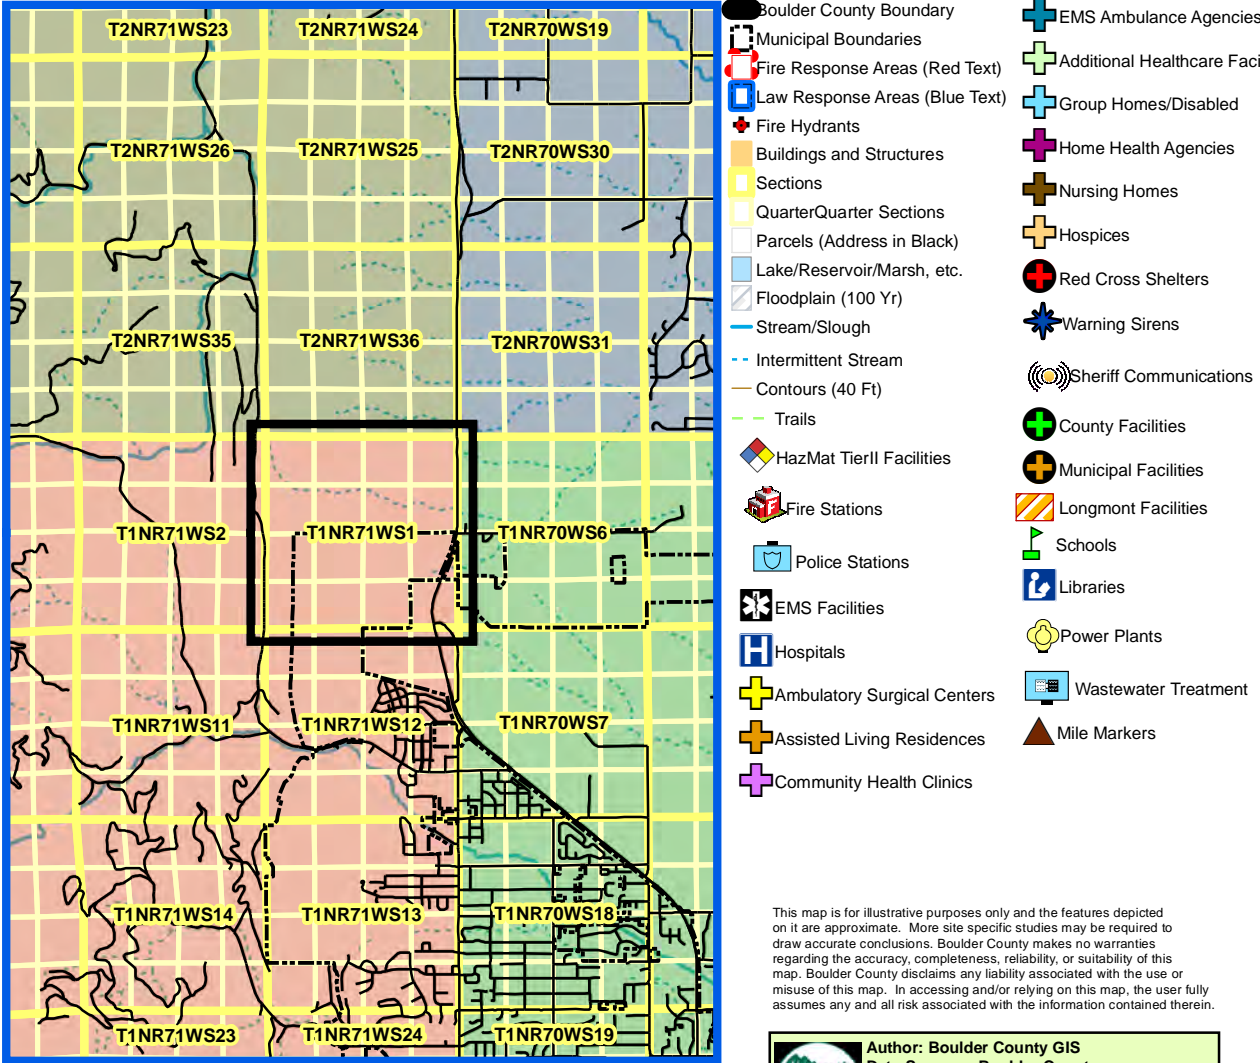 T2NR71WS23
T2NR71WS24
T2NR70WS19
T2NR71WS26
T2NR71WS25
T2NR70WS30
T2NR71WS35
T2NR71WS36
T2NR70WS31
T1NR71WS2
T1NR71WS1
T1NR70WS6
T1NR71WS11
T1NR71WS12
T1NR70WS7
T1NR71WS14
T1NR71WS13
T1NR70WS18
T1NR71WS23
T1NR71WS24
T1NR70WS19
Boulder County Boundary
Municipal Boundaries
Fire Response Areas (Red Text)
Law Response Areas (Blue Text)
Fire Hydrants
Buildings and Structures
Sections
QuarterQuarter Sections
Parcels (Address in Black)
Lake/Reservoir/Marsh, etc.
Floodplain (100 Yr)
Stream/Slough
Intermittent Stream
Contours (40 Ft)
Trails
HazMat TierII Facilities
Fire Stations
Police Stations
EMS Facilities
H Hospitals
Ambulatory Surgical Centers
Assisted Living Residences
Community Health Clinics
EMS Ambulance Agencies
Additional Healthcare Faci
Group Homes/Disabled
Home Health Agencies
Nursing Homes
Hospices
Red Cross Shelters
Warning Sirens
Sheriff Communications
County Facilities
Municipal Facilities
Longmont Facilities
Schools
Libraries
Power Plants
Wastewater Treatment
Mile Markers
This map is for illustrative purposes only and the features depicted
on it are approximate. More site specific studies may be required to
draw accurate conclusions. Boulder County makes no warranties
regarding the accuracy, completeness, reliability, or suitability of this
map. Boulder County disclaims any liability associated with the use or
misuse of this map. In accessing and/or relying on this map, the user fully
assumes any and all risk associated with the information contained therein.
Author: Boulder County GIS